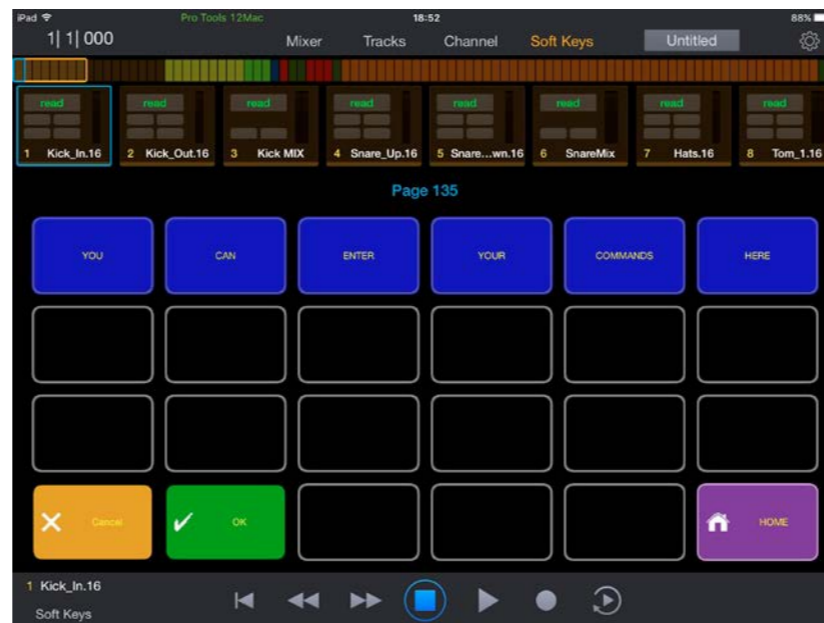 iPad Pro Tools 12Mac 18:52 88%
1| 1| 000 Mixer Tracks Channel Soft Keys Untitled
read read read read read read read read
1 Kick_In.16 2 Kick_Out.16 3 Kick MIX 4 Snare_Up.16 5 Snare...wn.16 6 SnareMix 7 Hats.16 8 Tom_1.16
Page 135
YOU CAN ENTER YOUR COMMANDS HERE
Cancel OK HOME
1 Kick_In.16
Soft Keys